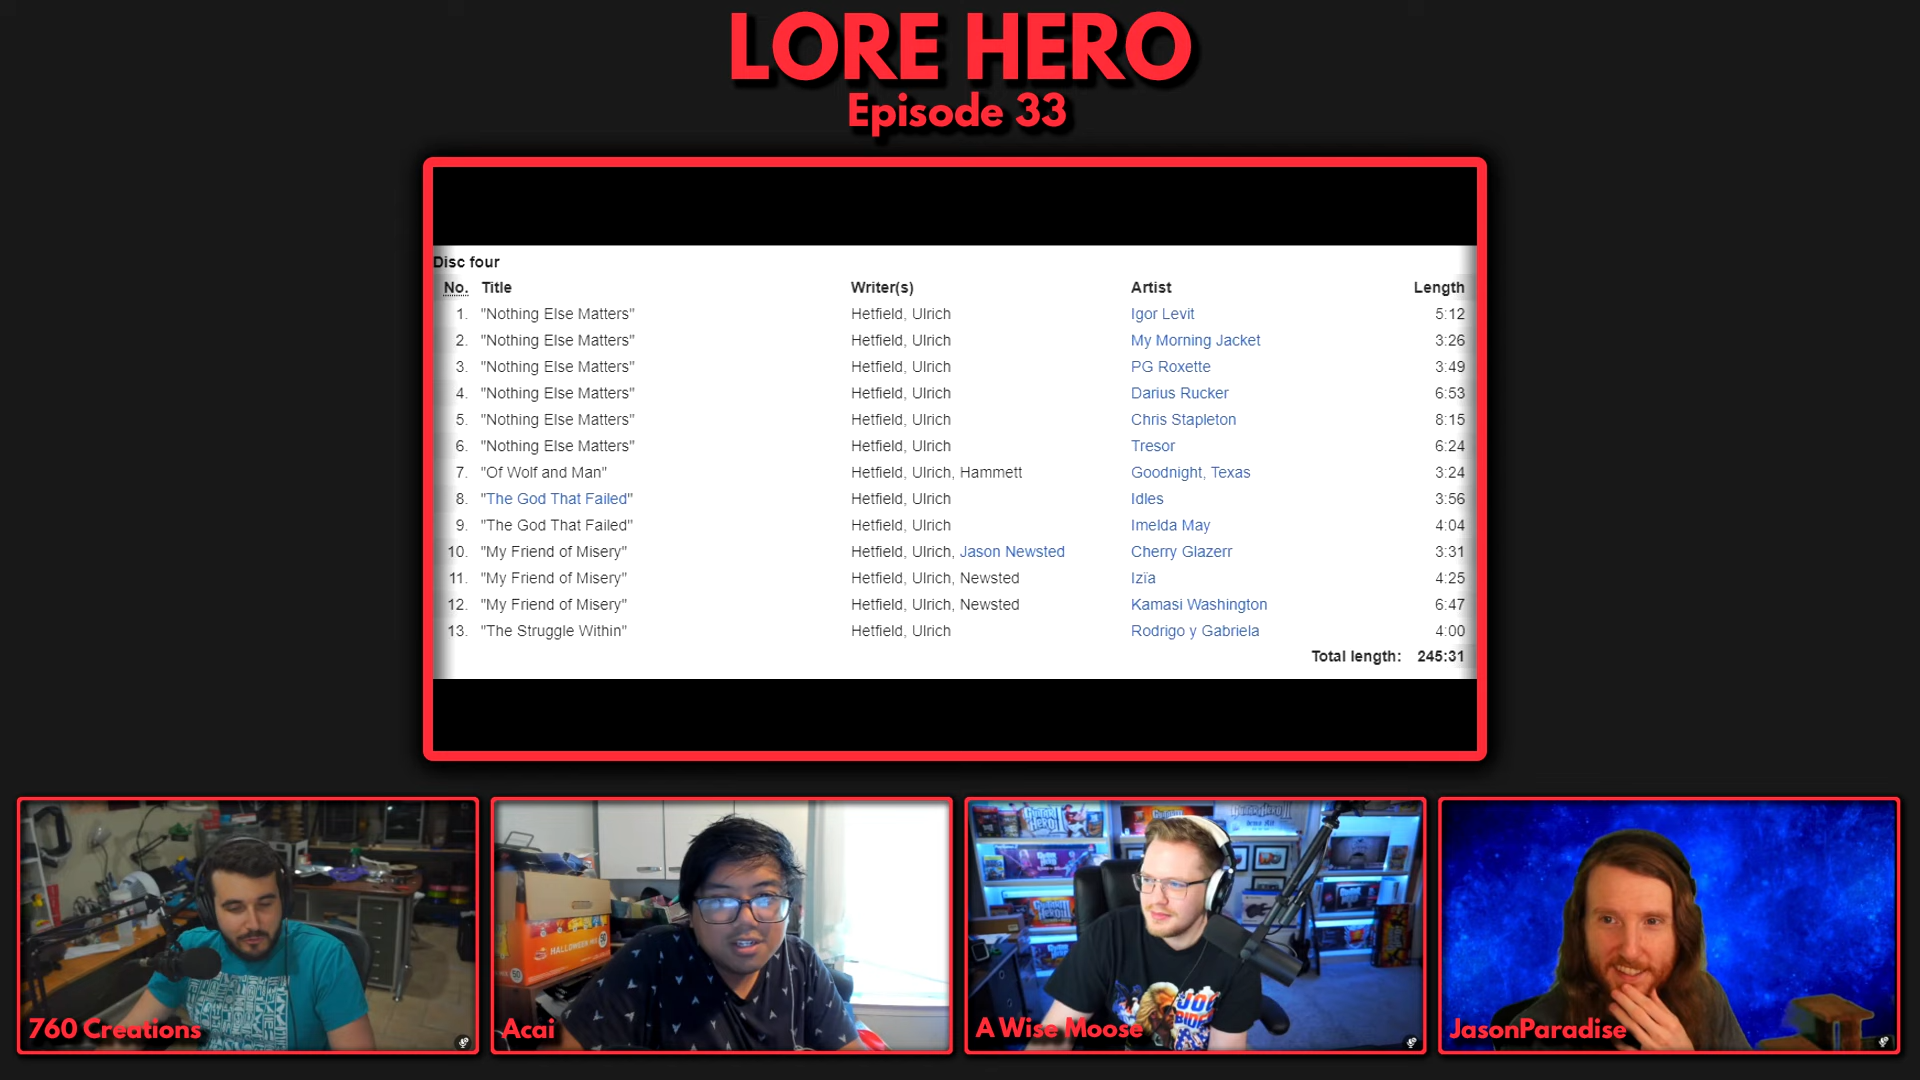 LORE HERO
Episode 33
Disc four
No. Title Writer(s) Artist Length
1. "Nothing Else Matters" Hetfield, Ulrich Igor Levit 5:12
2. "Nothing Else Matters" Hetfield, Ulrich My Morning Jacket 3:26
3. "Nothing Else Matters" Hetfield, Ulrich PG Roxette 3:49
4. "Nothing Else Matters" Hetfield, Ulrich Darius Rucker 6:53
5. "Nothing Else Matters" Hetfield, Ulrich Chris Stapleton 8:15
6. "Nothing Else Matters" Hetfield, Ulrich Tresor 6:24
7. "Of Wolf and Man" Hetfield, Ulrich, Hammett Goodnight, Texas 3:24
8. "The God That Failed" Hetfield, Ulrich Idles 3:56
9. "The God That Failed" Hetfield, Ulrich Imelda May 4:04
10. "My Friend of Misery" Hetfield, Ulrich, Jason Newsted Cherry Glazerr 3:31
11. "My Friend of Misery" Hetfield, Ulrich, Newsted Izïa 4:25
12. "My Friend of Misery" Hetfield, Ulrich, Newsted Kamasi Washington 6:47
13. "The Struggle Within" Hetfield, Ulrich Rodrigo y Gabriela 4:00
Total length: 245:31
HALLOWEEN
50
760 Creations
Acai
A Wise Moose
JasonParadise